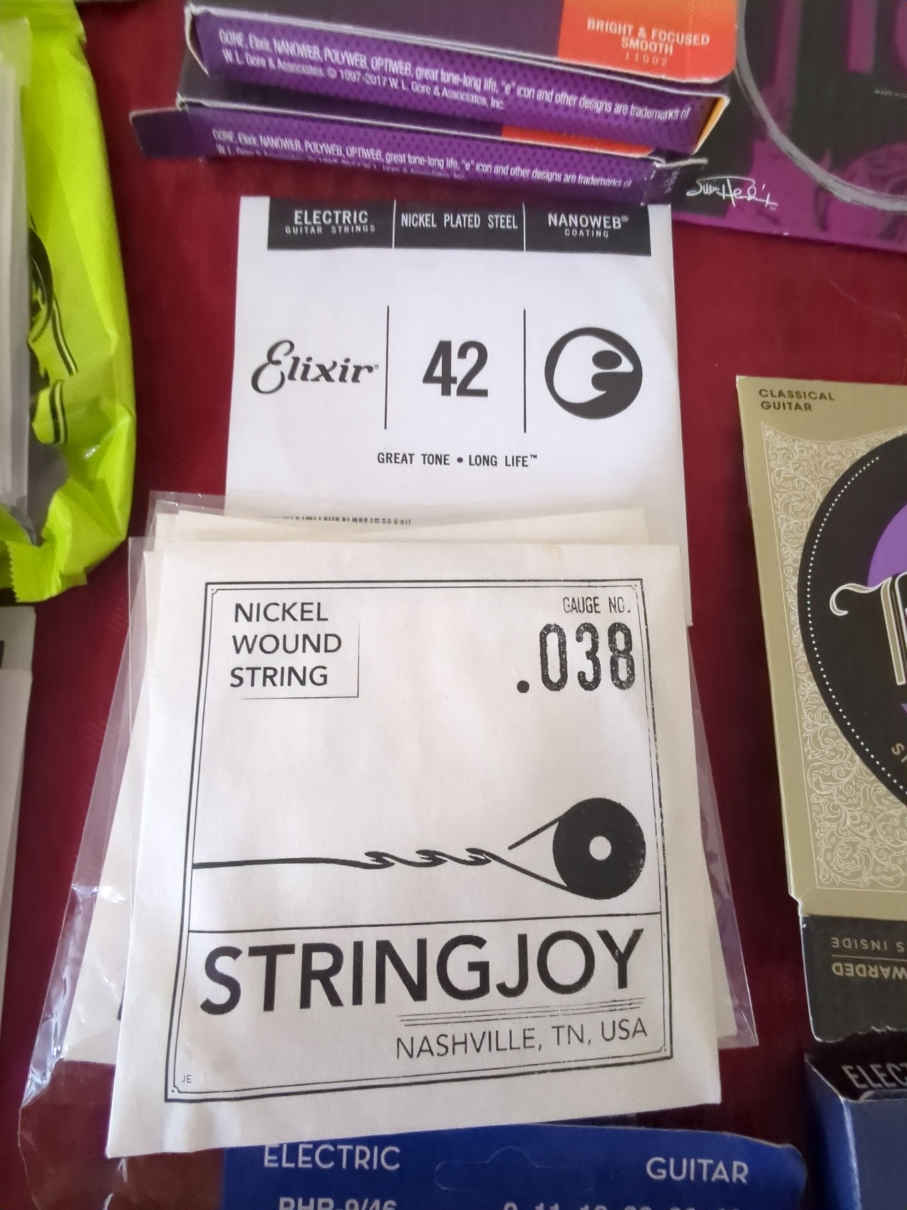 BRIGHT & FOCUSED
SMOOTH
11002
GORE, Elixir, NANOWEB, POLYWEB, OPTIWEB, great tone-long life, "e" icon and other designs are trademarks of
W. L. Gore & Associates. © 1997-2017 W. L. Gore & Associates, Inc.
GORE, Elixir, NANOWEB, POLYWEB, OPTIWEB, great tone-long life, "e" icon and other designs are trademarks of
ELECTRIC
GUITAR STRINGS
NICKEL PLATED STEEL
NANOWEB®
COATING
Elixir®
42
GREAT TONE • LONG LIFE™
CLASSICAL
GUITAR
NICKEL
WOUND
STRING
GAUGE NO.
.038
STRINGJOY
NASHVILLE, TN, USA
JE
S INSIDE
ELECTRIC
GUITAR